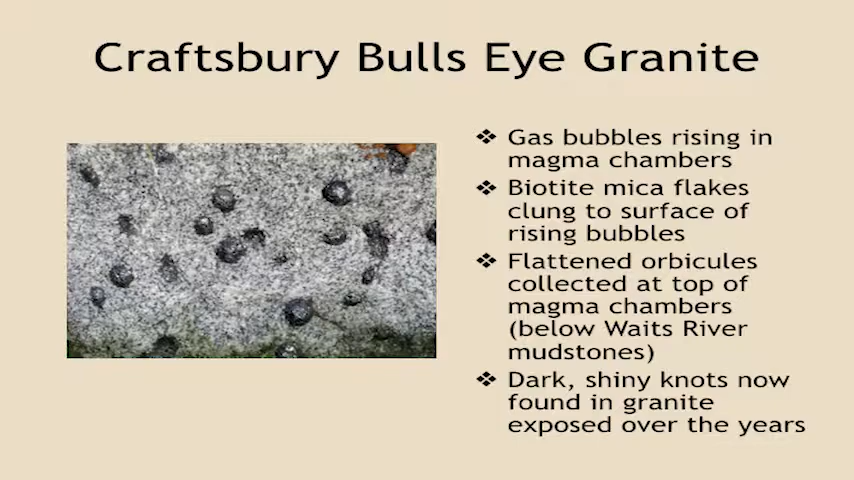 Craftsbury Bulls Eye Granite
❖ Gas bubbles rising in
magma chambers
❖ Biotite mica flakes
clung to surface of
rising bubbles
❖ Flattened orbicules
collected at top of
magma chambers
(below Waits River
mudstones)
❖ Dark, shiny knots now
found in granite
exposed over the years